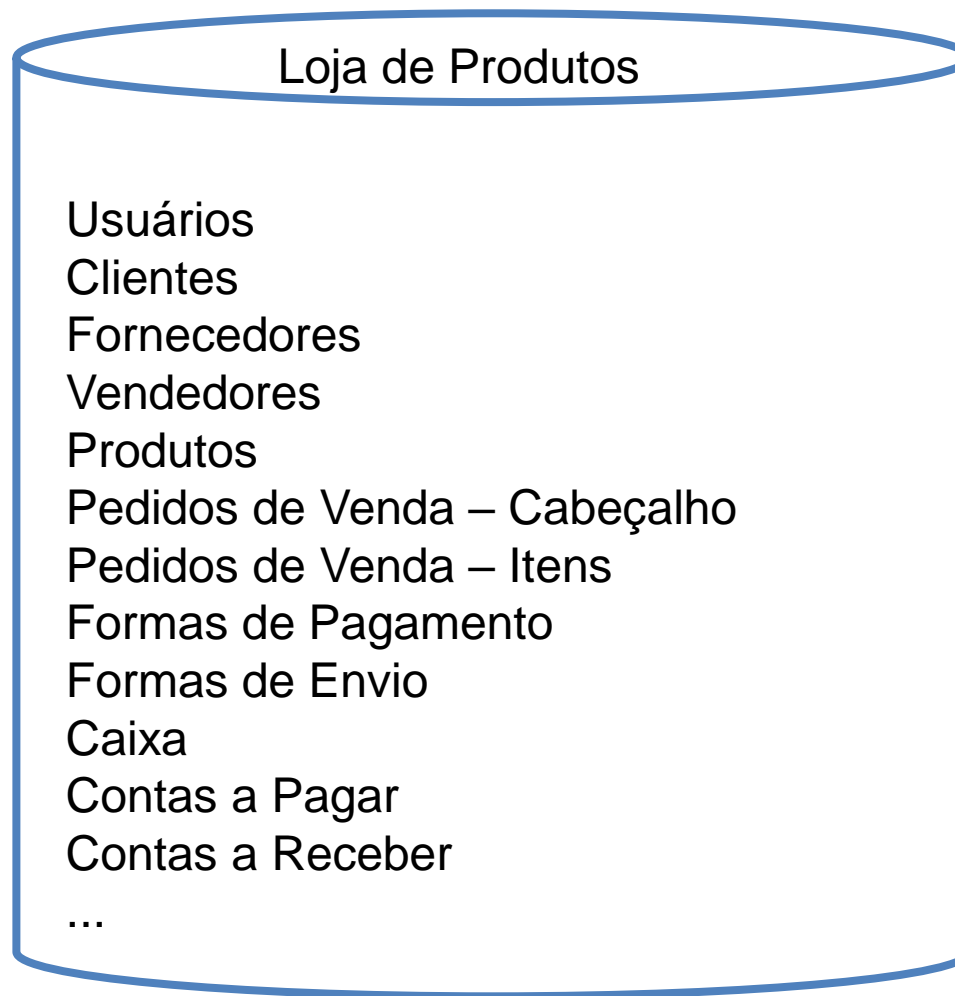 Loja de Produtos
Usuários
Clientes
Fornecedores
Vendedores
Produtos
Pedidos de Venda – Cabeçalho
Pedidos de Venda – Itens
Formas de Pagamento
Formas de Envio
Caixa
Contas a Pagar
Contas a Receber
...